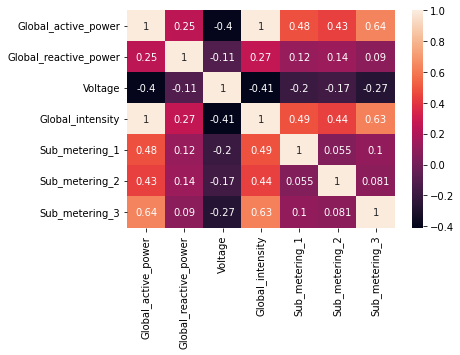 Global_active_power 1 0.25 -0.4 1 0.48 0.43 0.64
Global_reactive_power 0.25 1 -0.11 0.27 0.12 0.14 0.09
Voltage -0.4 -0.11 1 -0.41 -0.2 -0.17 -0.27
Global_intensity 1 0.27 -0.41 1 0.49 0.44 0.63
Sub_metering_1 0.48 0.12 -0.2 0.49 1 0.055 0.1
Sub_metering_2 0.43 0.14 -0.17 0.44 0.055 1 0.081
Sub_metering_3 0.64 0.09 -0.27 0.63 0.1 0.081 1
Global_active_power
Global_reactive_power
Voltage
Global_intensity
Sub_metering_1
Sub_metering_2
Sub_metering_3
1.0
0.8
0.6
0.4
0.2
0.0
−0.2
−0.4